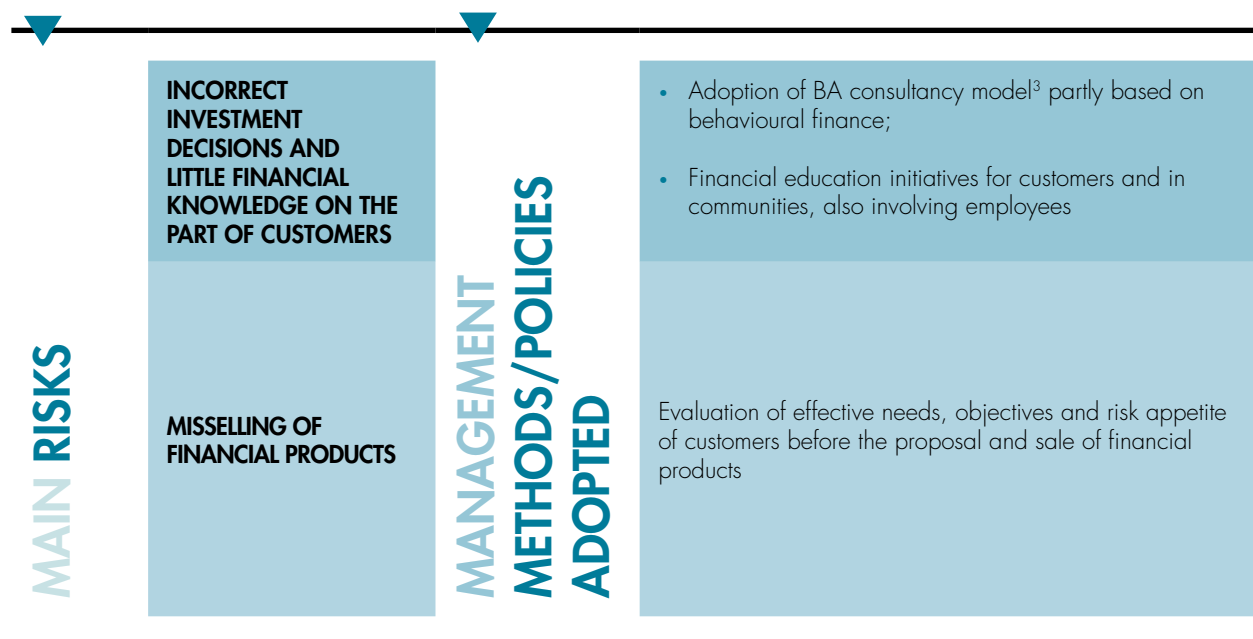 MAIN RISKS
INCORRECT
INVESTMENT
DECISIONS AND
LITTLE FINANCIAL
KNOWLEDGE ON THE
PART OF CUSTOMERS
MISSELLING OF
FINANCIAL PRODUCTS
MANAGEMENT
METHODS/POLICIES
ADOPTED
• Adoption of BA consultancy model³ partly based on
behavioural finance;
• Financial education initiatives for customers and in
communities, also involving employees
Evaluation of effective needs, objectives and risk appetite
of customers before the proposal and sale of financial
products